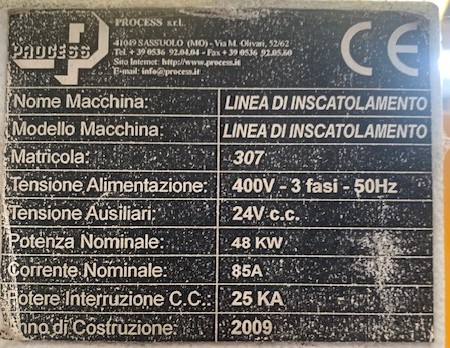 PROCESS
PROCESS s.r.l.
41049 SASSUOLO (MO) - Via M. Olivari, 52/62
Tel. + 39 0536 92.04.04 - Fax +39 0536 92.05.60
Sito Internet: http://www.process.it
E-mail: info@process.it
CE
Nome Macchina: LINEA DI INSCATOLAMENTO
Modello Macchina: LINEA DI INSCATOLAMENTO
Matricola: 307
Tensione Alimentazione: 400V - 3 fasi - 50Hz
Tensione Ausiliari: 24V c.c.
Potenza Nominale: 48 KW
Corrente Nominale: 85A
Potere Interruzione C.C.: 25 KA
Anno di Costruzione: 2009